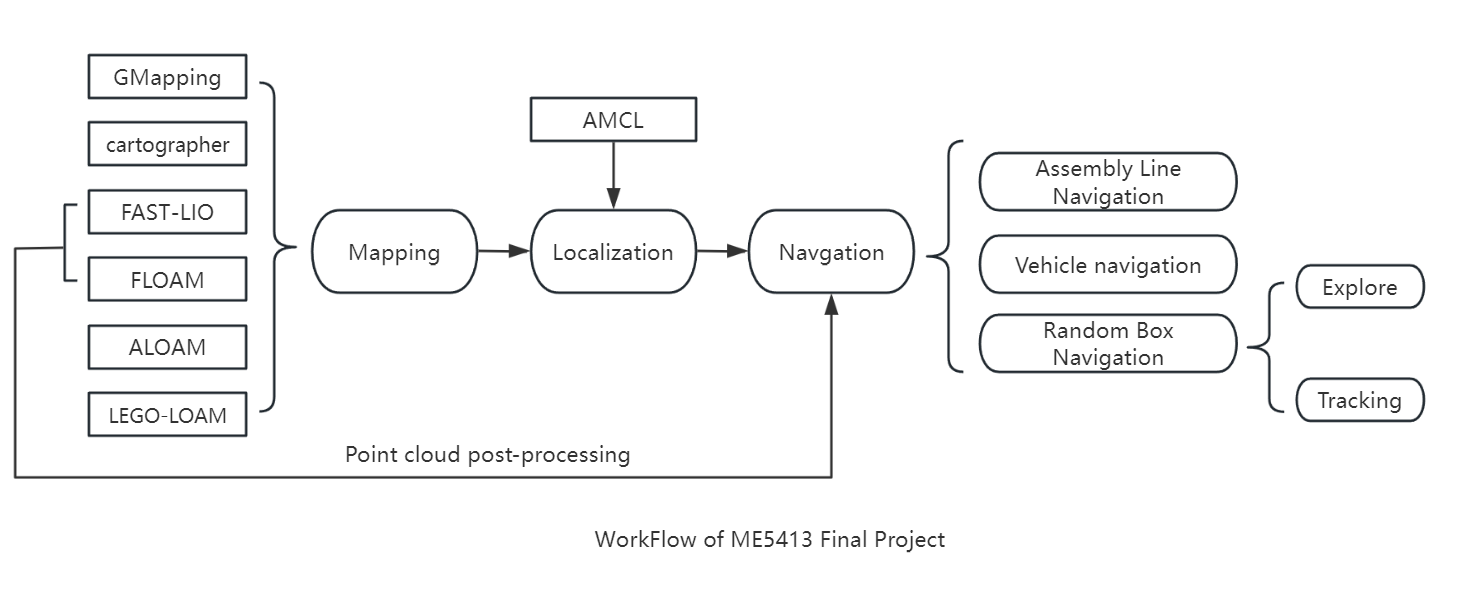 GMapping
cartographer
FAST-LIO
FLOAM
ALOAM
LEGO-LOAM
Mapping
AMCL
Localization
Navgation
Assembly Line
Navigation
Vehicle navigation
Random Box
Navigation
Explore
Tracking
Point cloud post-processing
WorkFlow of ME5413 Final Project